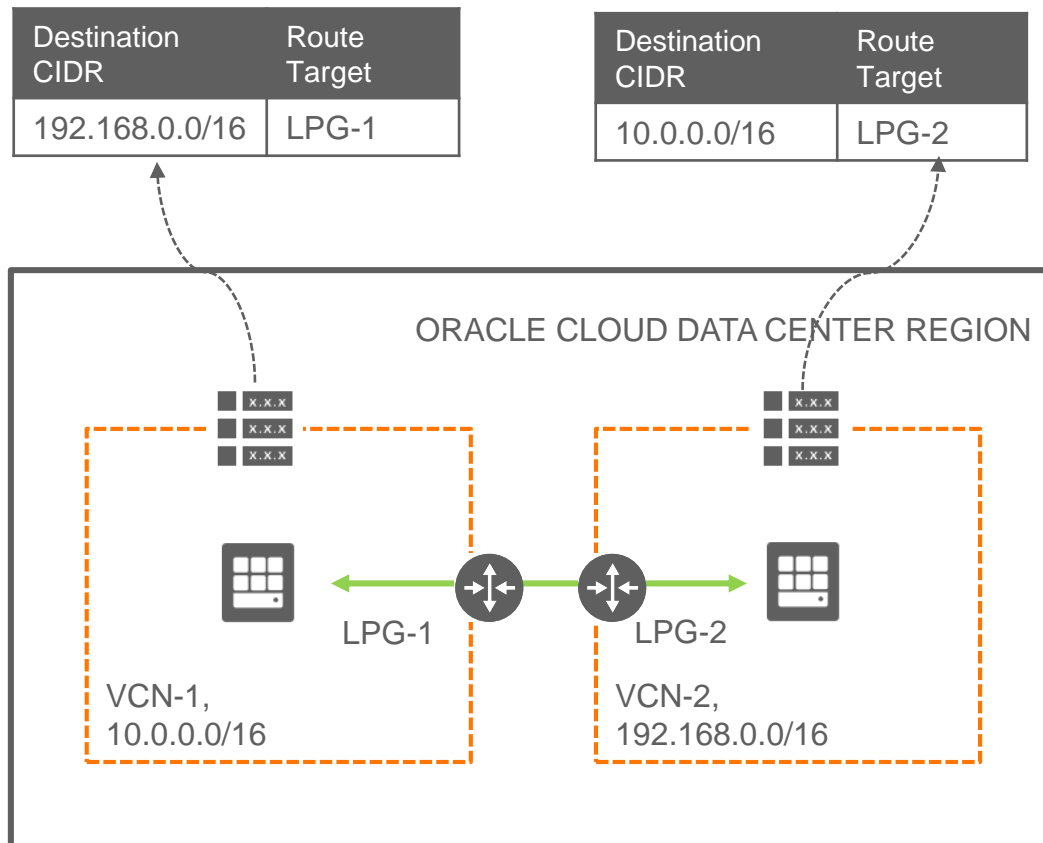 Destination CIDR
Route Target
192.168.0.0/16
LPG-1
Destination CIDR
Route Target
10.0.0.0/16
LPG-2
ORACLE CLOUD DATA CENTER REGION
x.x.x
x.x.x
x.x.x
x.x.x
x.x.x
x.x.x
LPG-1
LPG-2
VCN-1,
10.0.0.0/16
VCN-2,
192.168.0.0/16